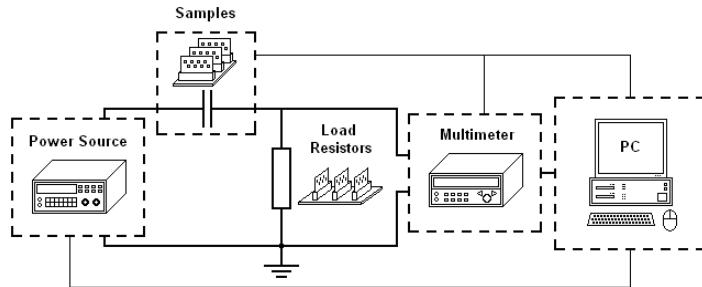 Samples
Power Source
Load
Resistors
Multimeter
PC